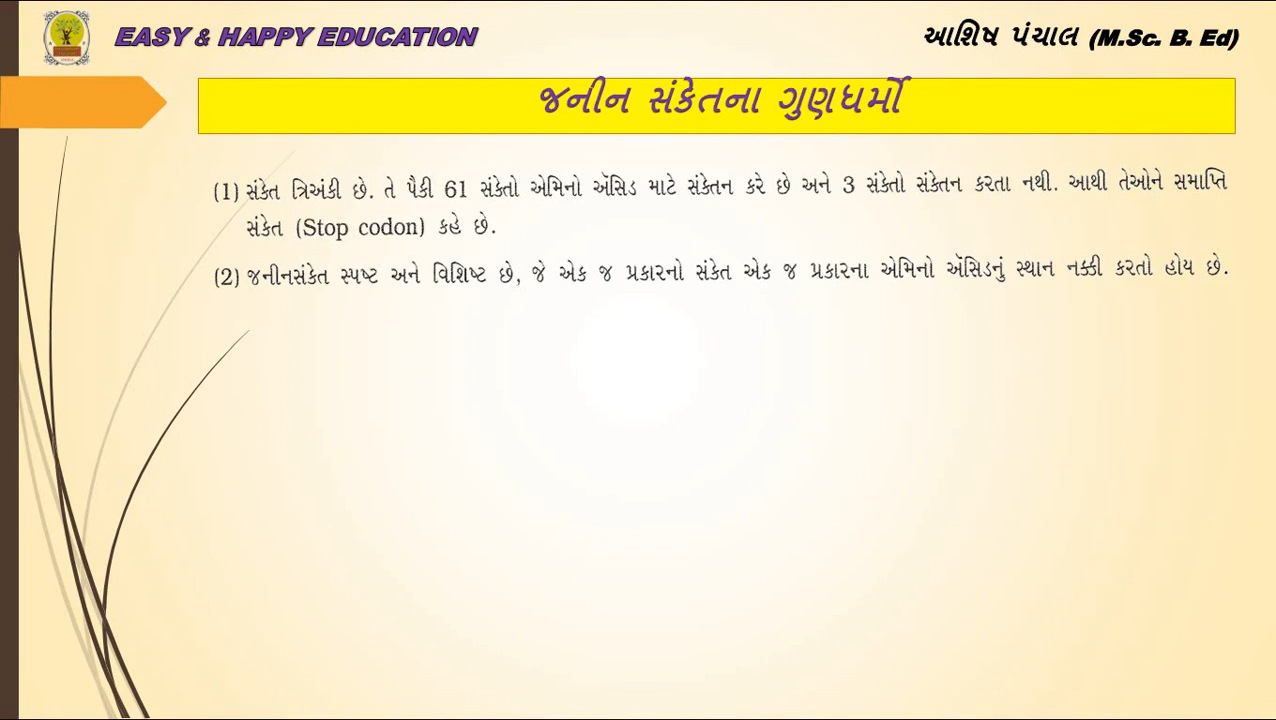 EASY & HAPPY EDUCATION
આશિષ પંચાલ (M.Sc. B. Ed)
જનીન સંકેતના ગુણધર્મો
(1) સંકેત ત્રિઅંકી છે. તે પૈકી 61 સંકેતો એમિનો ઍસિડ માટે સંકેતન કરે છે અને 3 સંકેતો સંકેતન કરતા નથી. આથી તેઓને સમાપ્તિ
સંકેત (Stop codon) કહે છે.
(2) જનીનસંકેત સ્પષ્ટ અને વિશિષ્ટ છે, જે એક જ પ્રકારનો સંકેત એક જ પ્રકારના એમિનો ઍસિડનું સ્થાન નક્કી કરતો હોય છે.